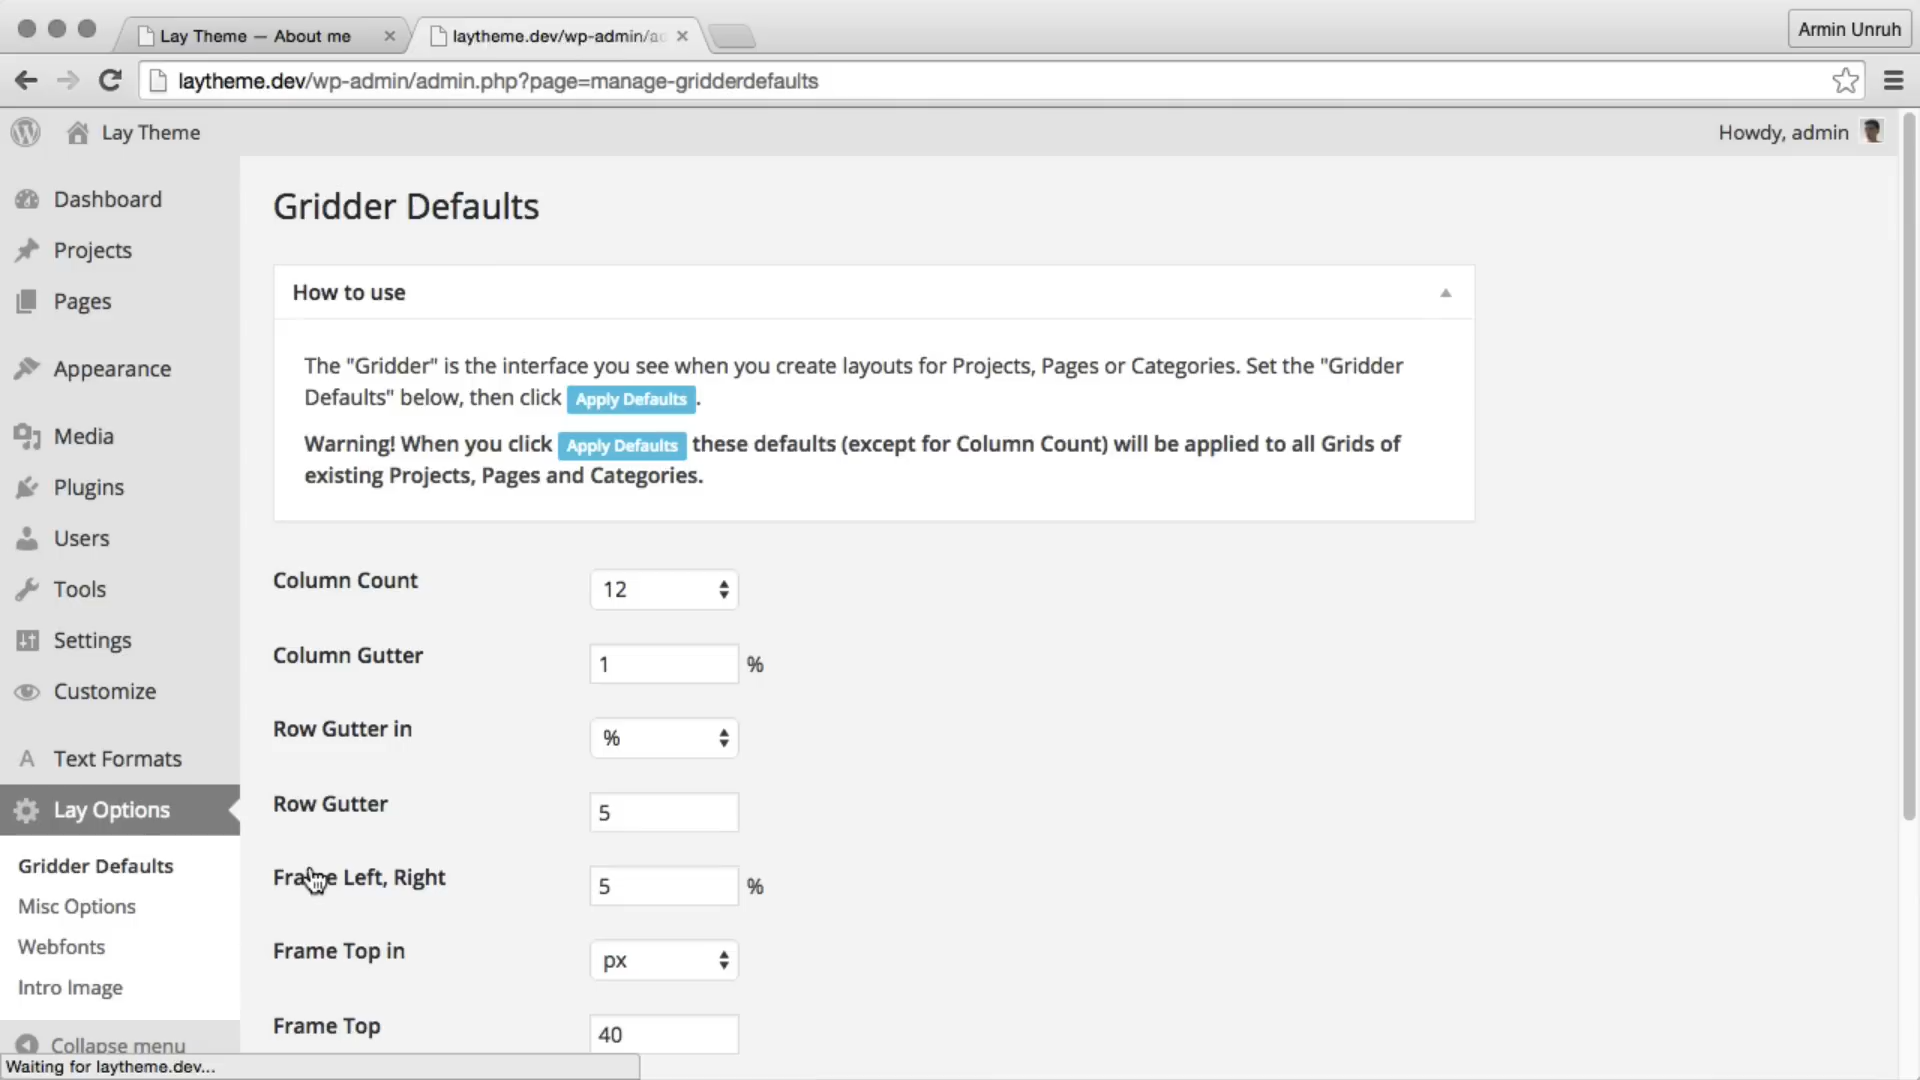 Lay Theme — About me
laytheme.dev/wp-admin/ad
Armin Unruh
laytheme.dev/wp-admin/admin.php?page=manage-gridderdefaults
Lay Theme
Howdy, admin
Dashboard
Projects
Pages
Appearance
Media
Plugins
Users
Tools
Settings
Customize
Text Formats
Lay Options
Gridder Defaults
Misc Options
Webfonts
Intro Image
Collapse menu
Waiting for laytheme.dev...
Gridder Defaults
How to use
The "Gridder" is the interface you see when you create layouts for Projects, Pages or Categories. Set the "Gridder
Defaults" below, then click Apply Defaults.
Warning! When you click Apply Defaults these defaults (except for Column Count) will be applied to all Grids of
existing Projects, Pages and Categories.
Column Count 12
Column Gutter 1 %
Row Gutter in %
Row Gutter 5
Frame Left, Right 5 %
Frame Top in px
Frame Top 40